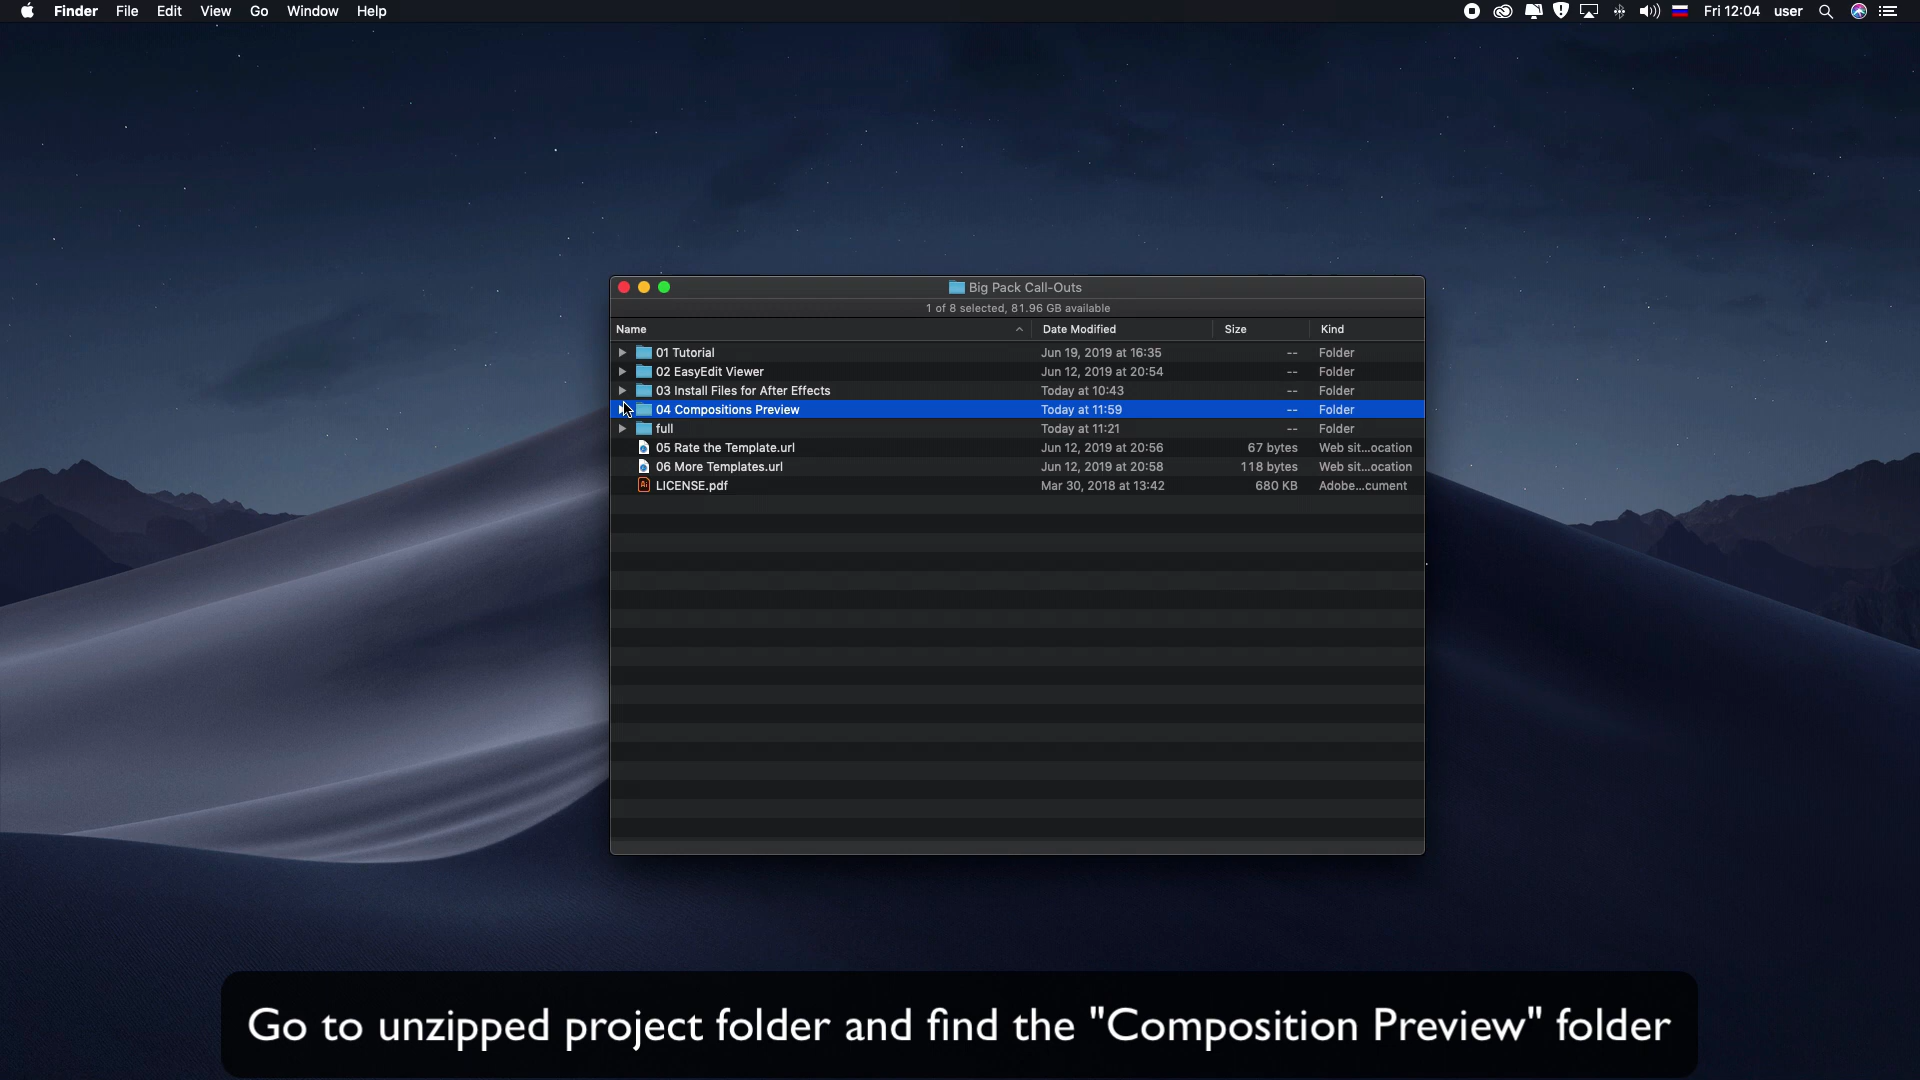 Finder File Edit View Go Window Help Fri 12:04 user
Big Pack Call-Outs
1 of 8 selected, 81.96 GB available
Name Date Modified Size Kind
01 Tutorial Jun 19, 2019 at 16:35 -- Folder
02 EasyEdit Viewer Jun 12, 2019 at 20:54 -- Folder
03 Install Files for After Effects Today at 10:43 -- Folder
04 Compositions Preview Today at 11:59 -- Folder
full Today at 11:21 -- Folder
05 Rate the Template.url Jun 12, 2019 at 20:56 67 bytes Web sit...ocation
06 More Templates.url Jun 12, 2019 at 20:58 118 bytes Web sit...ocation
Ai LICENSE.pdf Mar 30, 2018 at 13:42 680 KB Adobe...cument
Go to unzipped project folder and find the "Composition Preview" folder